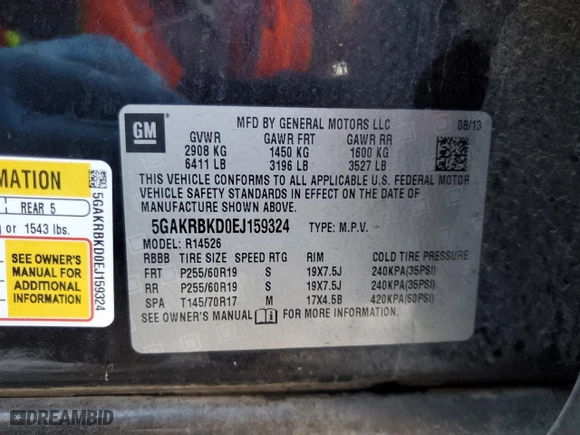 GM
MFD BY GENERAL MOTORS LLC 08/13
GVWR GAWR FRT GAWR RR
2908 KG 1450 KG 1600 KG
6411 LB 3196 LB 3527 LB
THIS VEHICLE CONFORMS TO ALL APPLICABLE U.S. FEDERAL MOTOR
VEHICLE SAFETY STANDARDS IN EFFECT ON THE DATE OF
MANUFACTURE SHOWN ABOVE.
5GAKRBKD0EJ159324 TYPE: M.P.V.
MODEL: R14526
RBBB TIRE SIZE SPEED RTG RIM COLD TIRE PRESSURE
FRT P255/60R19 S 19X7.5J 240KPA(35PSI)
RR P255/60R19 S 19X7.5J 240KPA(35PSI)
SPA T145/70R17 M 17X4.5B 420KPA(60PSI)
SEE OWNER'S MANUAL FOR MORE INFORMATION
MATION
REAR 5
or 1543 lbs.
SEE OWNER'S
MANUAL FOR
ADDITIONAL
INFORMATION
5GAKRBKD0EJ159324
DREAMBID